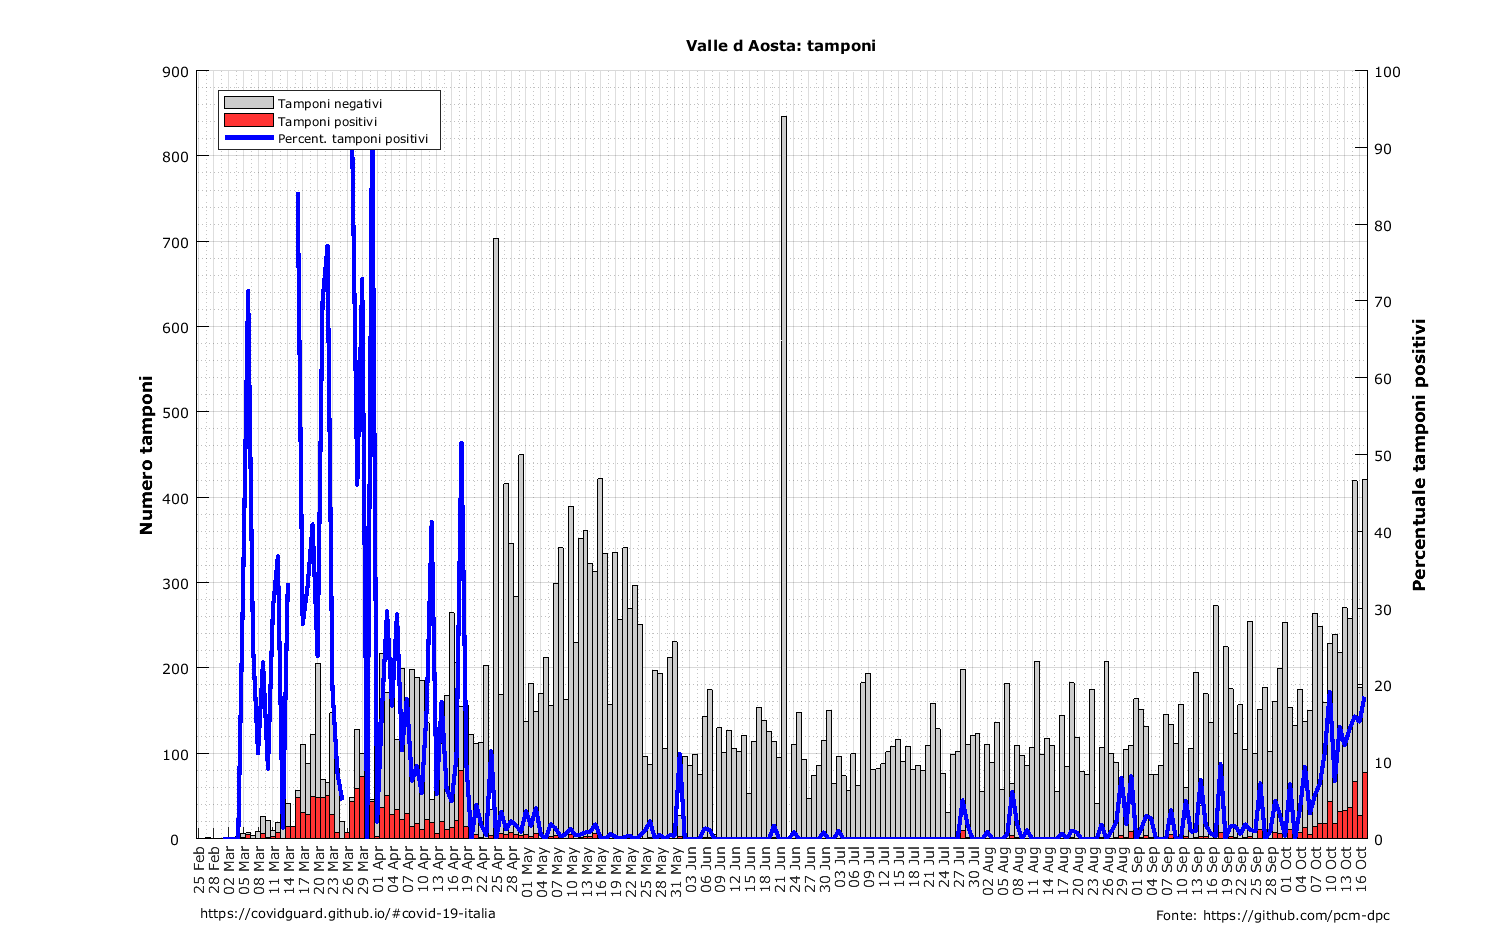 Valle d Aosta: tamponi
Tamponi negativi
Tamponi positivi
Percent. tamponi positivi
Numero tamponi
900
800
700
600
500
400
300
200
100
0
100
90
80
70
60
50
40
30
20
10
0
Percentuale tamponi positivi
25 Feb
28 Feb
02 Mar
05 Mar
08 Mar
11 Mar
14 Mar
17 Mar
20 Mar
23 Mar
26 Mar
29 Mar
01 Apr
04 Apr
07 Apr
10 Apr
13 Apr
16 Apr
19 Apr
22 Apr
25 Apr
28 Apr
01 May
04 May
07 May
10 May
13 May
16 May
19 May
22 May
25 May
28 May
31 May
03 Jun
06 Jun
09 Jun
12 Jun
15 Jun
18 Jun
21 Jun
24 Jun
27 Jun
30 Jun
03 Jul
06 Jul
09 Jul
12 Jul
15 Jul
18 Jul
21 Jul
24 Jul
27 Jul
30 Jul
02 Aug
05 Aug
08 Aug
11 Aug
14 Aug
17 Aug
20 Aug
23 Aug
26 Aug
29 Aug
01 Sep
04 Sep
07 Sep
10 Sep
13 Sep
16 Sep
19 Sep
22 Sep
25 Sep
28 Sep
01 Oct
04 Oct
07 Oct
10 Oct
13 Oct
16 Oct
https://covidguard.github.io/#covid-19-italia
Fonte: https://github.com/pcm-dpc